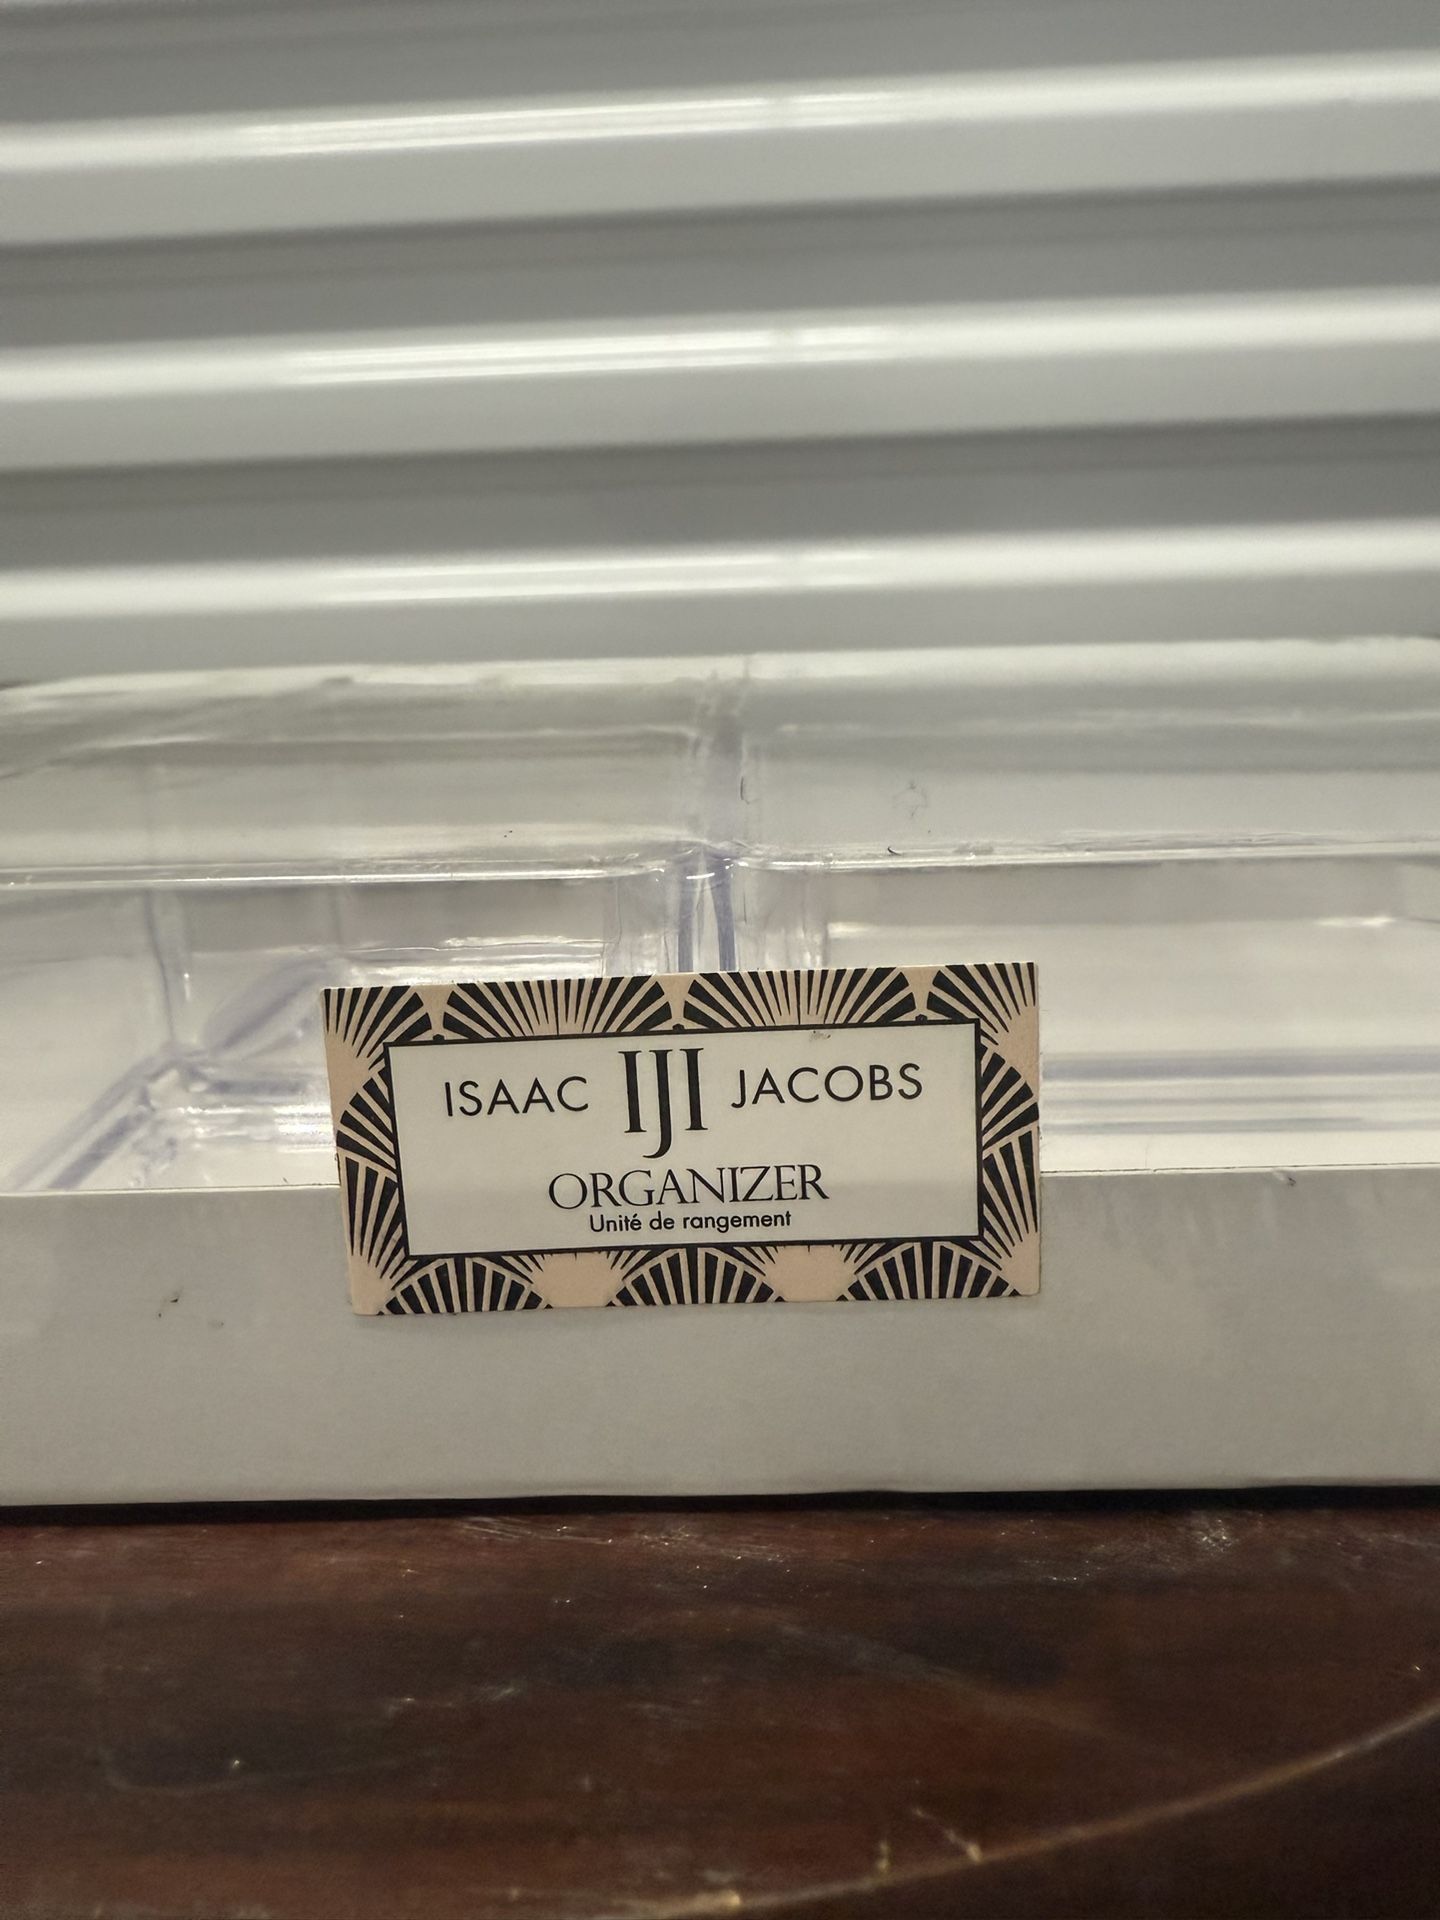 ISAAC IJI JACOBS
ORGANIZER
Unité de rangement